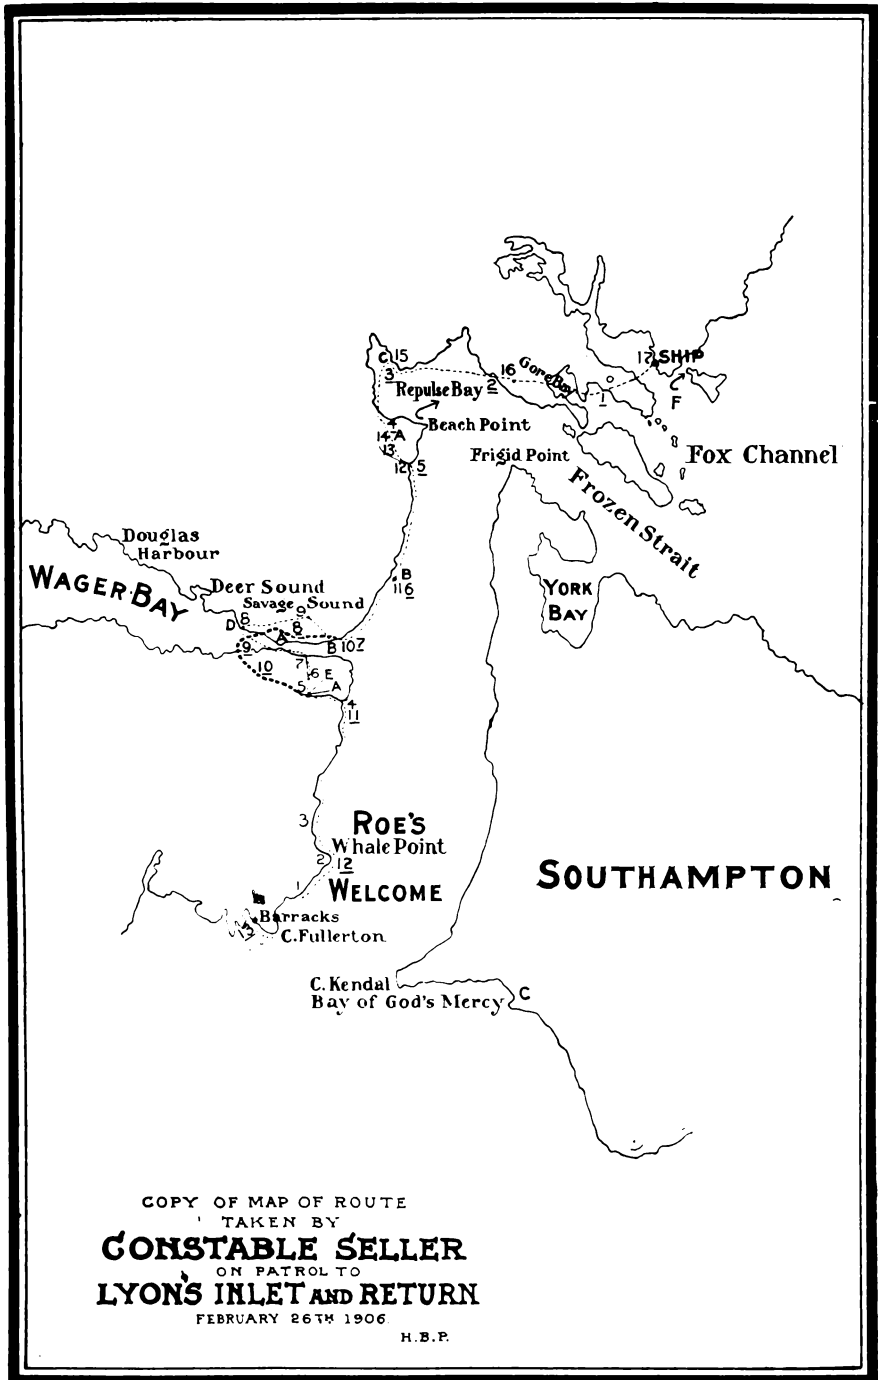 C 15
3
Repulse Bay
2
16
Gore Bay
1
17 SHIP
C
F
4
14 A
13
12 5
Beach Point
Frigid Point
Fox Channel
Frozen Strait
Douglas
Harbour
WAGER BAY
Deer Sound
Savage Sound
B
11 6
YORK
BAY
D 8
9
8
A
B 10 7
9
10
7
6 E
5 A
4
11
3
ROE'S
Whale Point
2 12
WELCOME
1
SOUTHAMPTON
Barracks
13
C. Fullerton
C. Kendal
Bay of God's Mercy
C
COPY OF MAP OF ROUTE
TAKEN BY
CONSTABLE SELLER
ON PATROL TO
LYON'S INLET AND RETURN
FEBRUARY 26TH 1906
H.B.P.